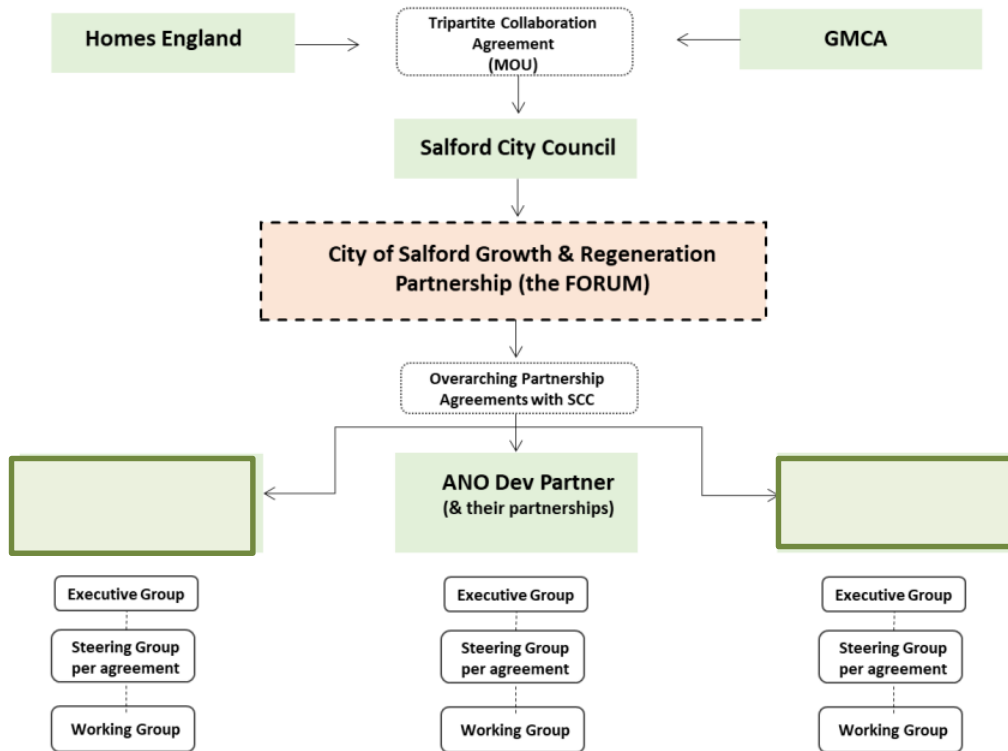 Homes England
Tripartite Collaboration
Agreement
(MOU)
GMCA
Salford City Council
City of Salford Growth & Regeneration
Partnership (the FORUM)
Overarching Partnership
Agreements with SCC
ANO Dev Partner
(& their partnerships)
Executive Group
Steering Group
per agreement
Working Group
Executive Group
Steering Group
per agreement
Working Group
Executive Group
Steering Group
per agreement
Working Group